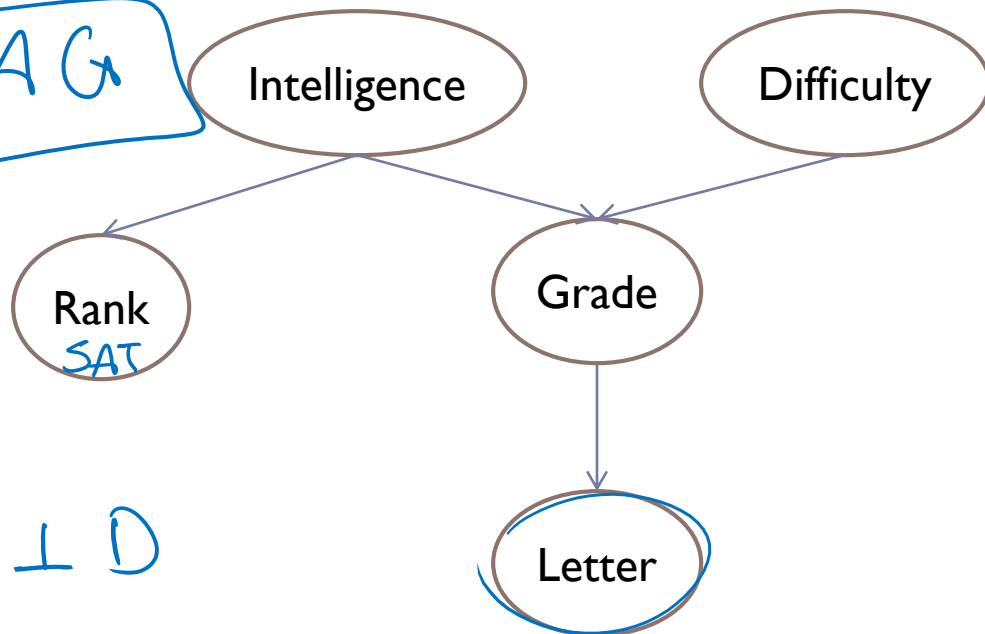 AG
Intelligence
Difficulty
Rank
SAT
Grade
⊥ D
Letter